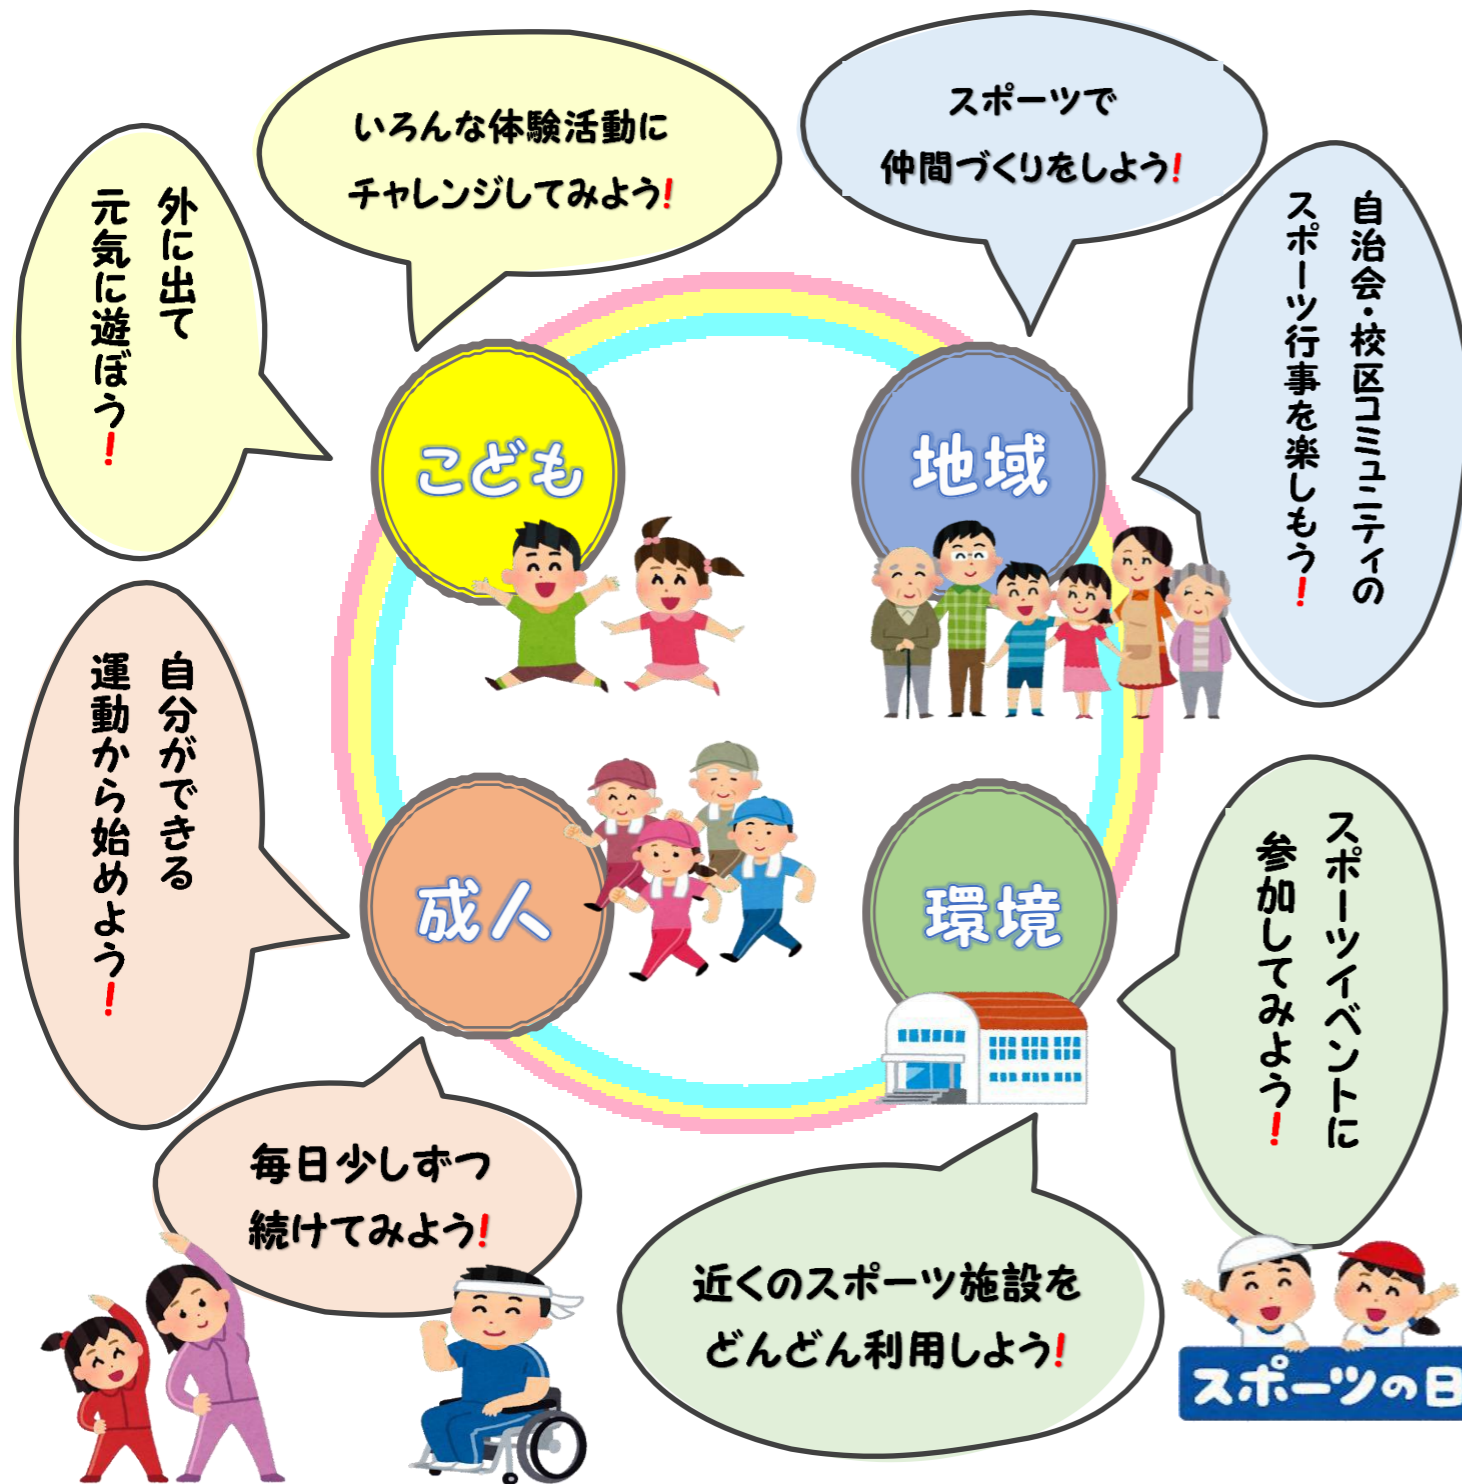 いろんな体験活動に
チャレンジしてみよう!
スポーツで
仲間づくりをしよう!
外に出て
元気に遊ぼう!
自治会・校区コミュニティの
スポーツ行事を楽しもう!
こども
地域
自分ができる
運動から始めよう!
成人
環境
スポーツイベントに
参加してみよう!
毎日少しずつ
続けてみよう!
近くのスポーツ施設を
どんどん利用しよう!
スポーツの日